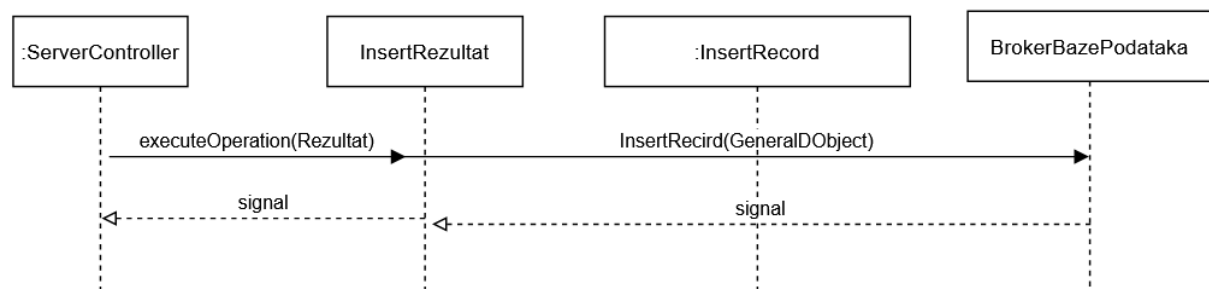 :ServerController
InsertRezultat
:InsertRecord
BrokerBazePodataka
executeOperation(Rezultat)
InsertRecird(GeneralDObject)
signal
signal